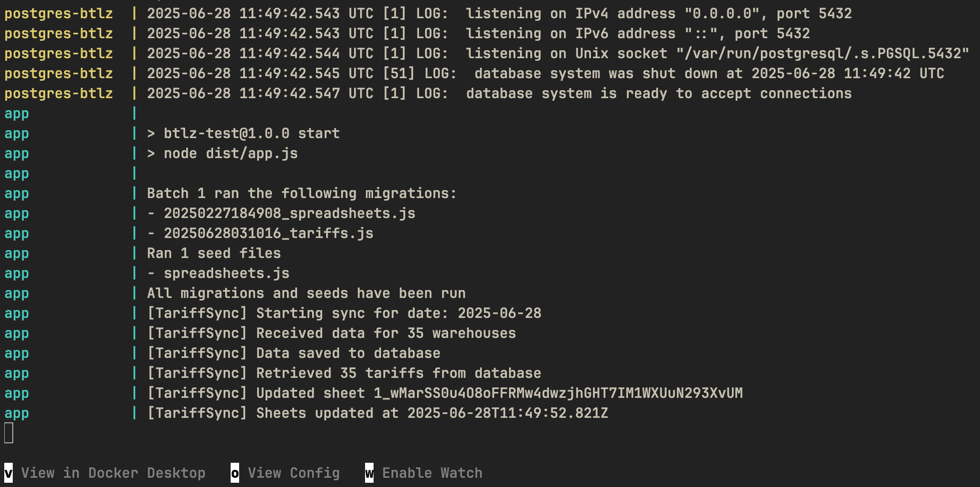 postgres-btlz  | 2025-06-28 11:49:42.543 UTC [1] LOG:  listening on IPv4 address "0.0.0.0", port 5432
postgres-btlz  | 2025-06-28 11:49:42.543 UTC [1] LOG:  listening on IPv6 address "::", port 5432
postgres-btlz  | 2025-06-28 11:49:42.544 UTC [1] LOG:  listening on Unix socket "/var/run/postgresql/.s.PGSQL.5432"
postgres-btlz  | 2025-06-28 11:49:42.545 UTC [51] LOG:  database system was shut down at 2025-06-28 11:49:42 UTC
postgres-btlz  | 2025-06-28 11:49:42.547 UTC [1] LOG:  database system is ready to accept connections
app            |
app            | > btlz-test@1.0.0 start
app            | > node dist/app.js
app            |
app            | Batch 1 ran the following migrations:
app            | - 20250227184908_spreadsheets.js
app            | - 20250628031016_tariffs.js
app            | Ran 1 seed files
app            | - spreadsheets.js
app            | All migrations and seeds have been run
app            | [TariffSync] Starting sync for date: 2025-06-28
app            | [TariffSync] Received data for 35 warehouses
app            | [TariffSync] Data saved to database
app            | [TariffSync] Retrieved 35 tariffs from database
app            | [TariffSync] Updated sheet 1_wMarSS0u4O8oFFRMw4dwzjhGHT7IM1WXUuN293XvUM
app            | [TariffSync] Sheets updated at 2025-06-28T11:49:52.821Z
v View in Docker Desktop   o View Config   w Enable Watch